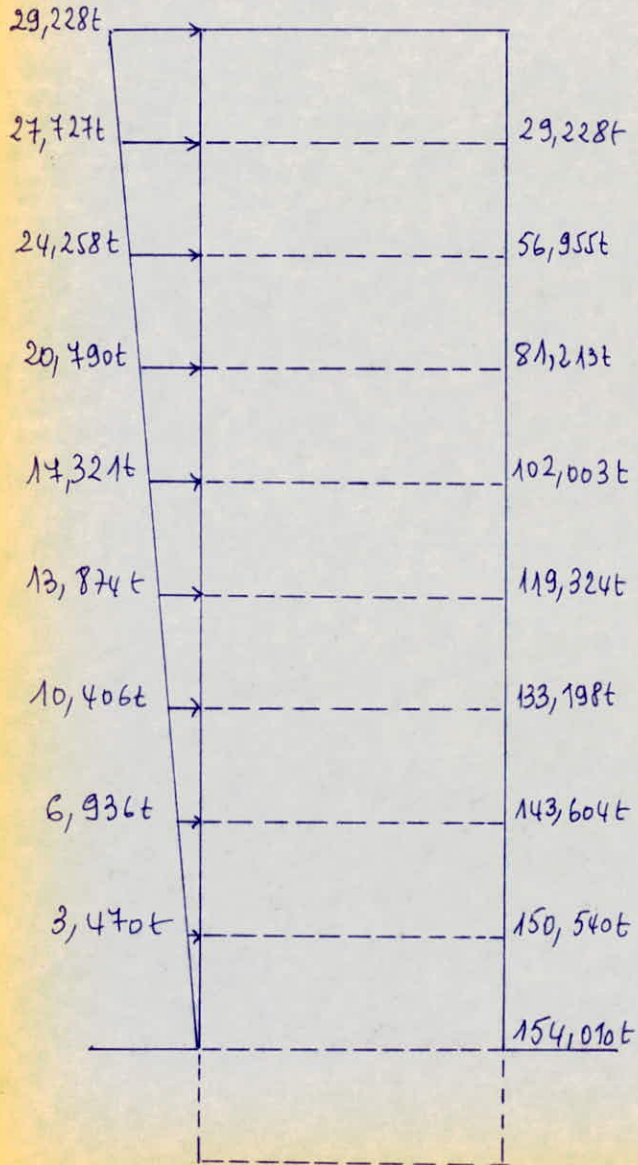 29,228t
27,727t 29,228t
24,258t 56,955t
20,790t 81,213t
17,321t 102,003t
13,874t 119,324t
10,406t 133,198t
6,936t 143,604t
3,470t 150,540t
154,010t